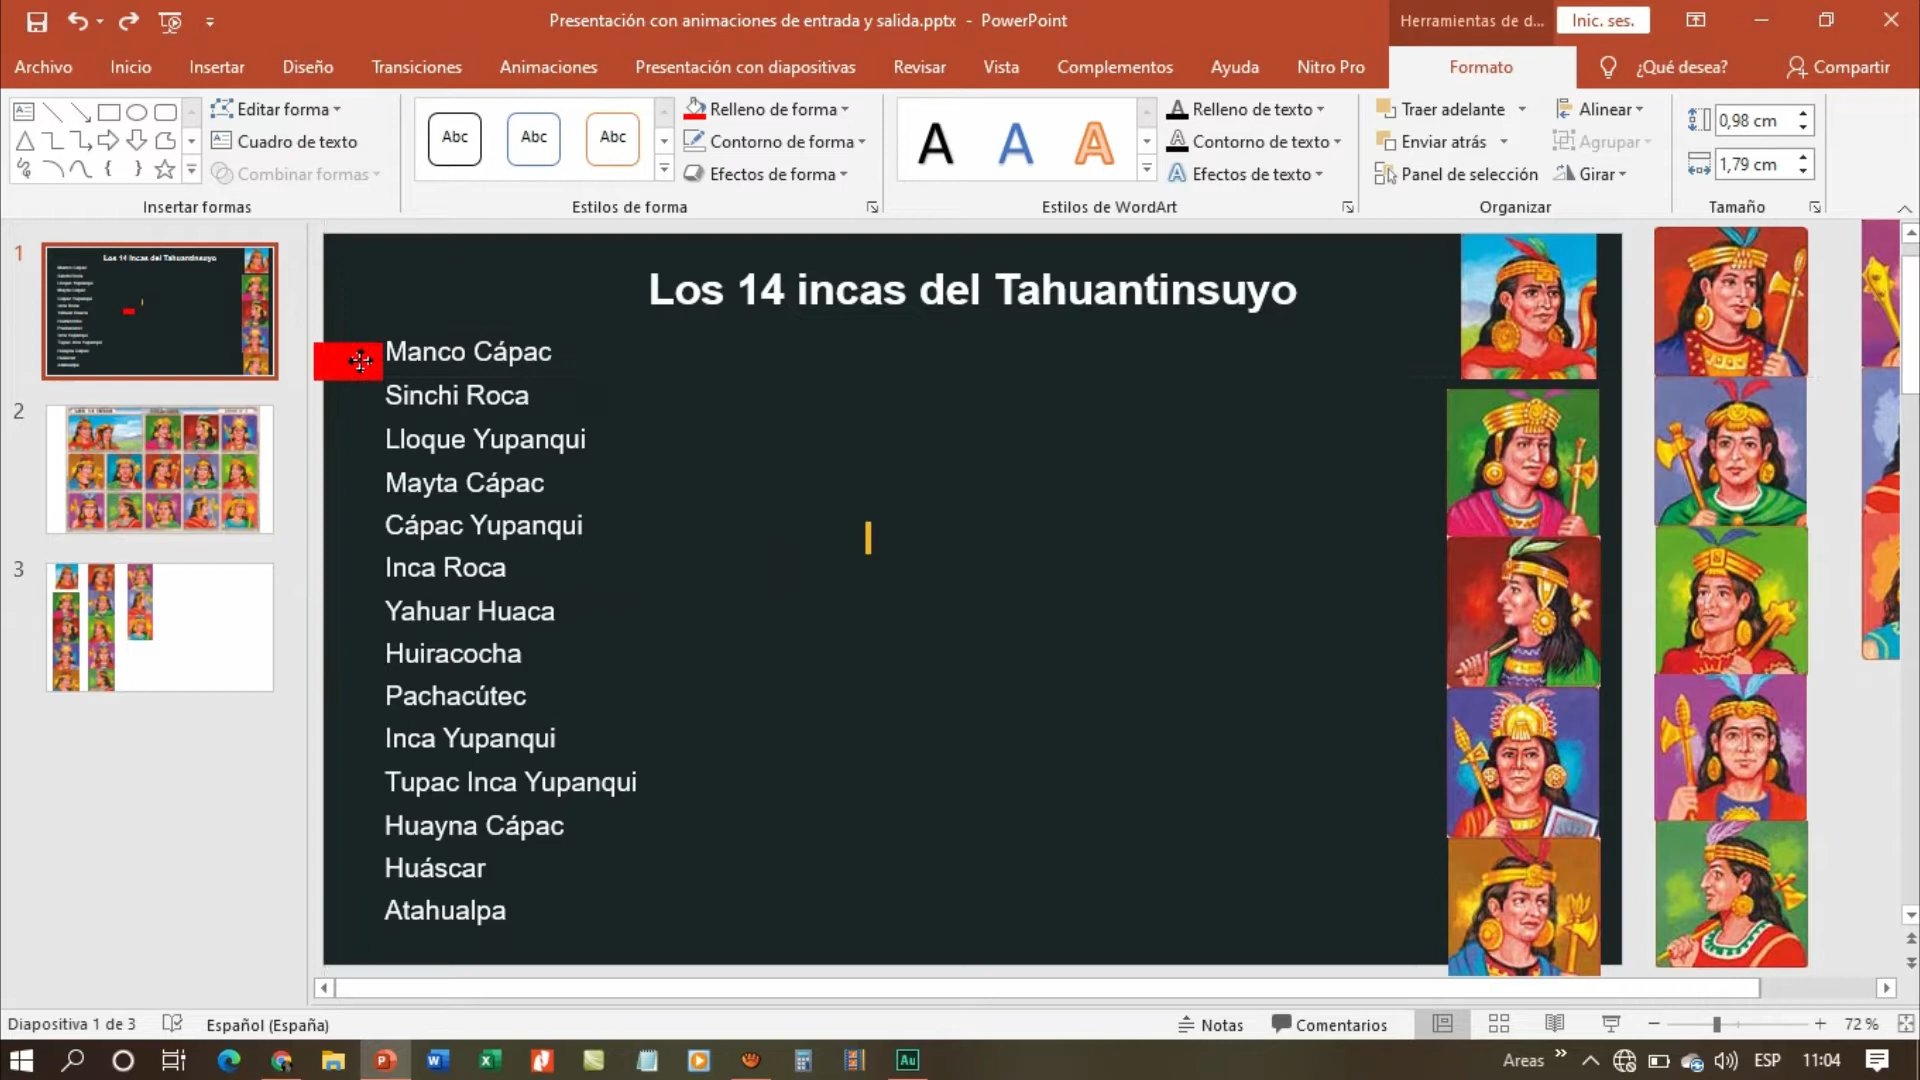 Presentación con animaciones de entrada y salida.pptx - PowerPoint
Herramientas de d...
Inic. ses.
Archivo
Inicio
Insertar
Diseño
Transiciones
Animaciones
Presentación con diapositivas
Revisar
Vista
Complementos
Ayuda
Nitro Pro
Formato
¿Qué desea?
Compartir
Editar forma
Cuadro de texto
Combinar formas
Insertar formas
Abc
Abc
Abc
Relleno de forma
Contorno de forma
Efectos de forma
Estilos de forma
A
A
A
Relleno de texto
Contorno de texto
Efectos de texto
Estilos de WordArt
Traer adelante
Enviar atrás
Panel de selección
Alinear
Agrupar
Girar
Organizar
0,98 cm
1,79 cm
Tamaño
1
2
3
Los 14 incas del Tahuantinsuyo
Manco Cápac
Sinchi Roca
Lloque Yupanqui
Mayta Cápac
Cápac Yupanqui
Inca Roca
Yahuar Huaca
Huiracocha
Pachacútec
Inca Yupanqui
Tupac Inca Yupanqui
Huayna Cápac
Huáscar
Atahualpa
Diapositiva 1 de 3
Español (España)
Notas
Comentarios
72 %
Areas
ESP
11:04